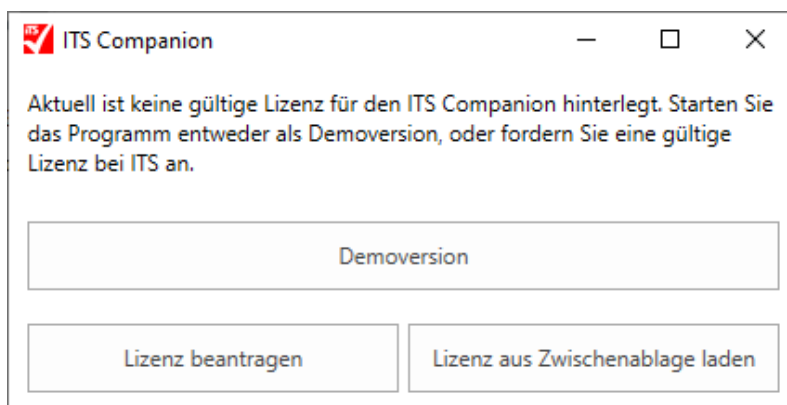 iTS ITS Companion
Aktuell ist keine gültige Lizenz für den ITS Companion hinterlegt. Starten Sie
das Programm entweder als Demoversion, oder fordern Sie eine gültige
Lizenz bei ITS an.
Demoversion
Lizenz beantragen Lizenz aus Zwischenablage laden